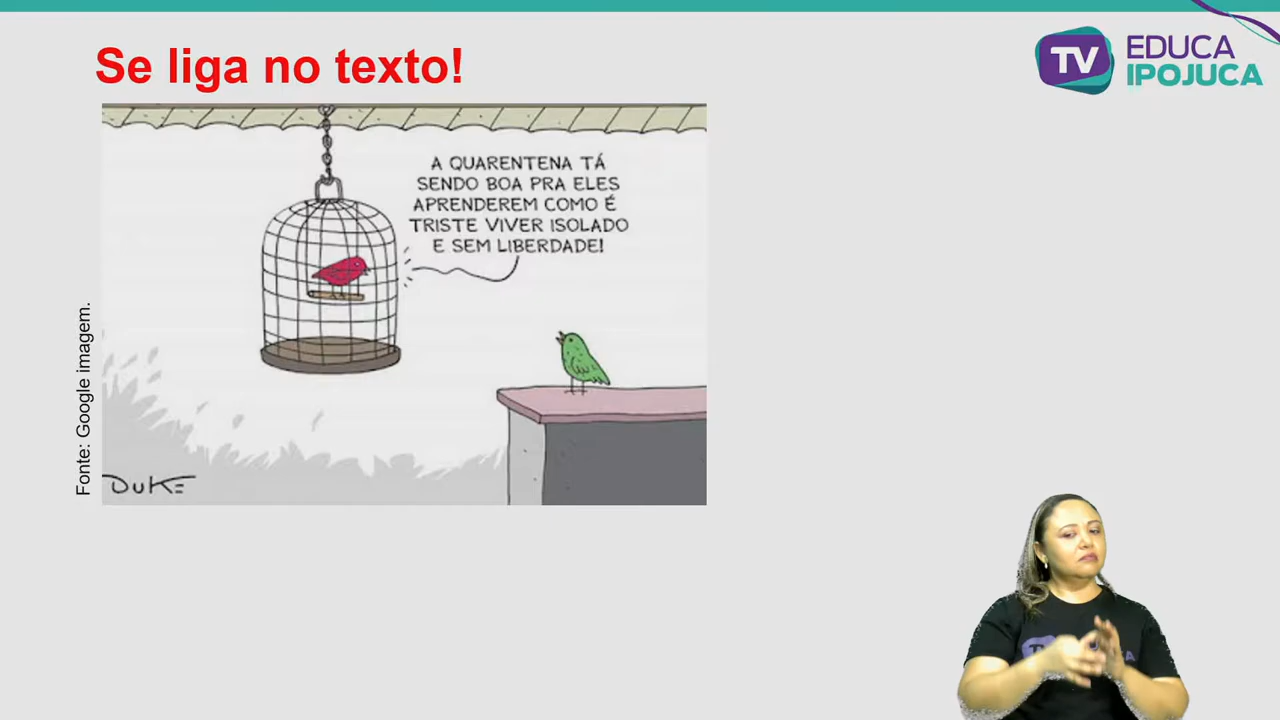 Se liga no texto!
TV EDUCA
IPOJUCA
A QUARENTENA TÁ
SENDO BOA PRA ELES
APRENDEREM COMO É
TRISTE VIVER ISOLADO
E SEM LIBERDADE!
Fonte: Google imagem.
DUKE